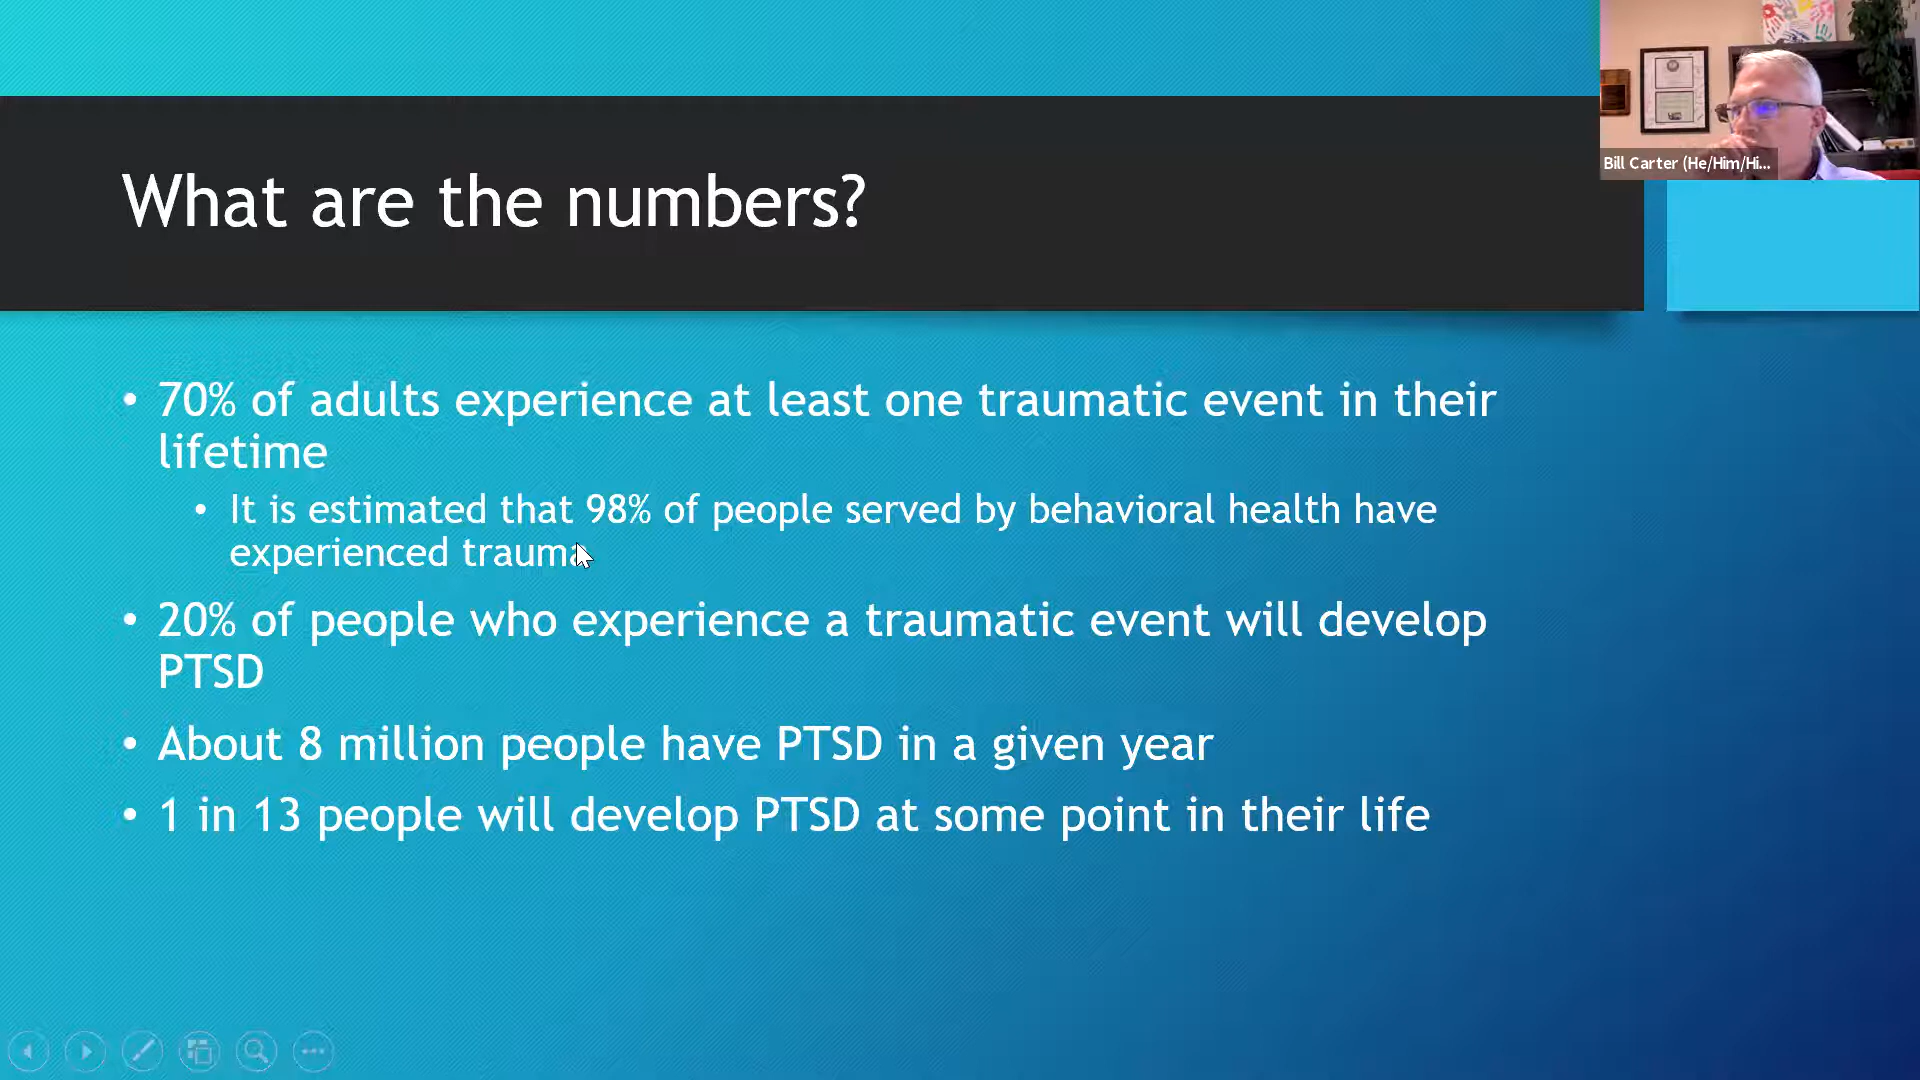 What are the numbers?
Bill Carter (He/Him/Hi...
• 70% of adults experience at least one traumatic event in their
lifetime
• It is estimated that 98% of people served by behavioral health have
experienced trauma
• 20% of people who experience a traumatic event will develop
PTSD
• About 8 million people have PTSD in a given year
• 1 in 13 people will develop PTSD at some point in their life